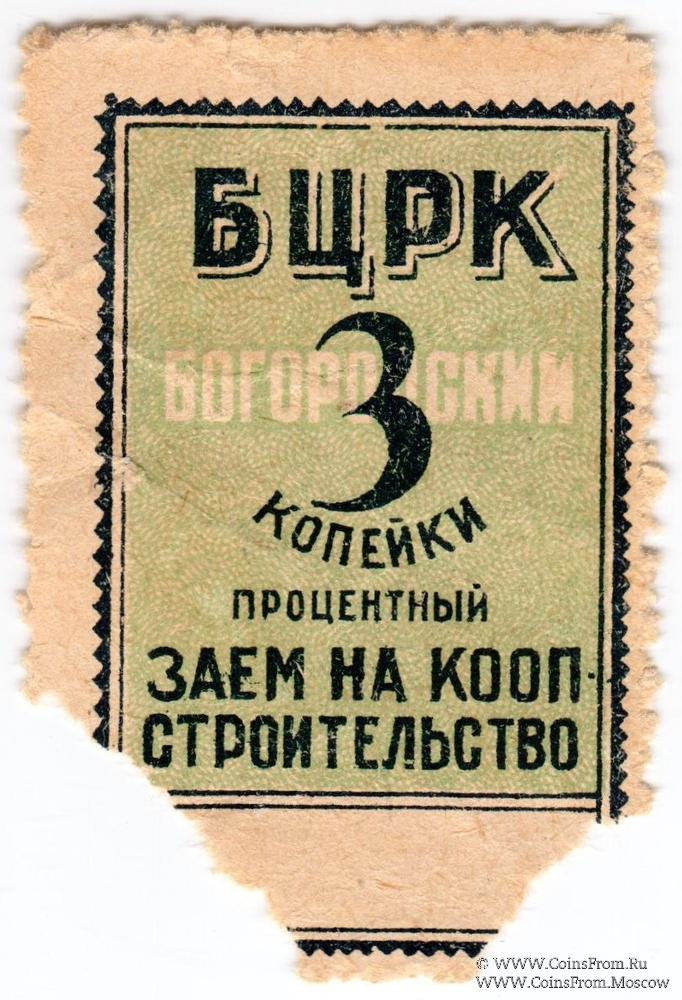 БЦРК
БОГОРОДСКИЙ
3
КОПЕЙКИ
ПРОЦЕНТНЫЙ
ЗАЕМ НА КООП-
СТРОИТЕЛЬСТВО
© WWW.CoinsFrom.Ru
WWW.CoinsFrom.Moscow